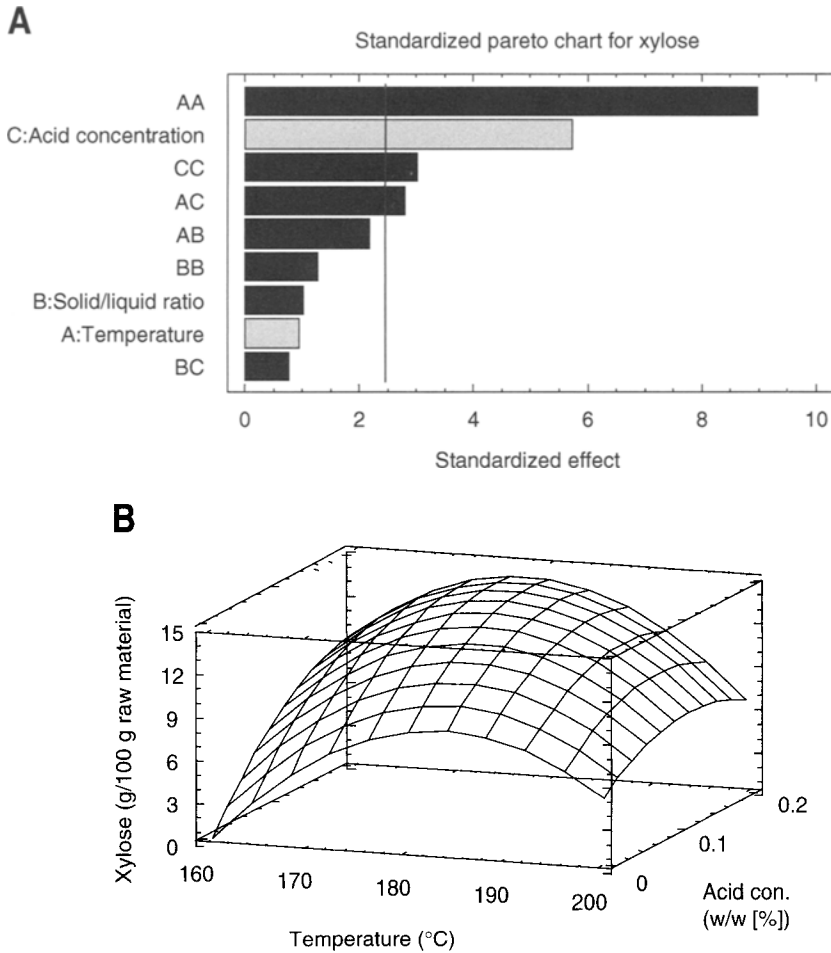 A
Standardized pareto chart for xylose
AA
C:Acid concentration
CC
AC
AB
BB
B:Solid/liquid ratio
A:Temperature
BC
0 2 4 6 8 10
Standardized effect
B
Xylose (g/100 g raw material)
15
12
9
6
3
0
160 170 180 190 200
Temperature (°C)
0 0.1 0.2
Acid con.
(w/w [%])